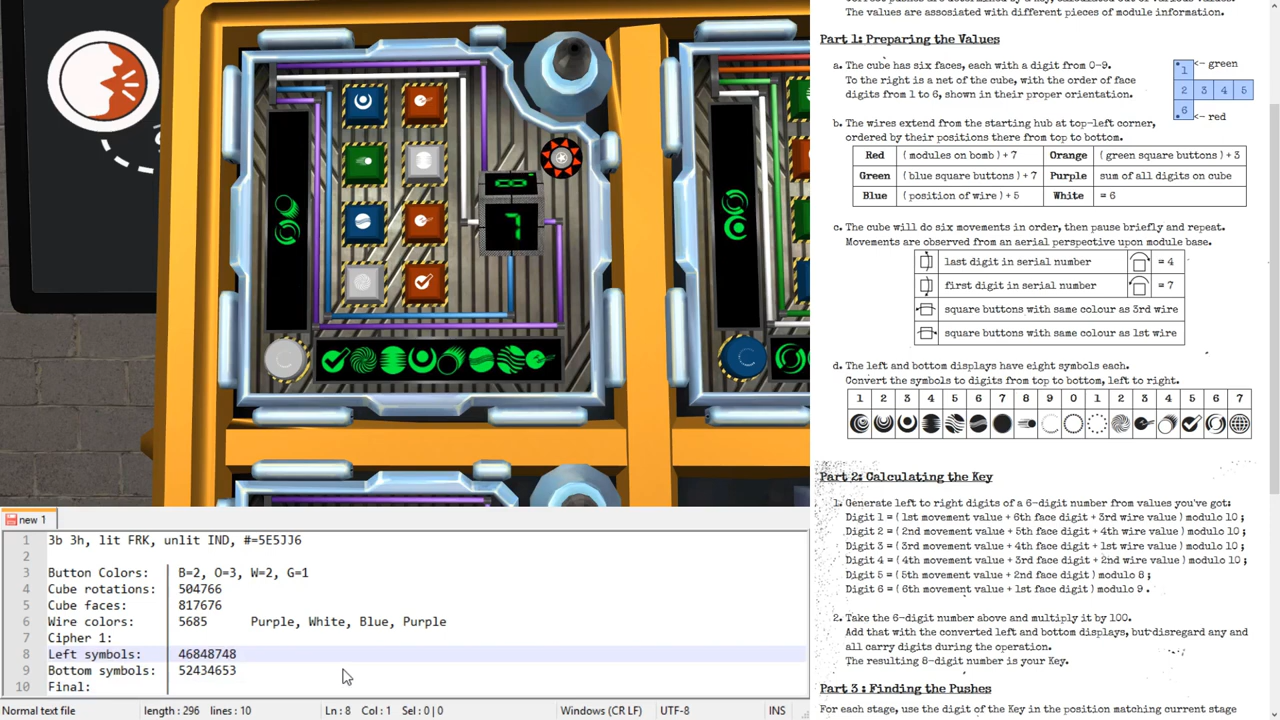 The values are associated with different pieces of module information.
Part 1: Preparing the Values
a. The cube has six faces, each with a digit from 0-9.
To the right is a net of the cube, with the order of face
digits from 1 to 6, shown in their proper orientation.
1 <- green
2 3 4 5
6 <- red
b. The wires extend from the starting hub at top-left corner,
ordered by their positions there from top to bottom.
Red (modules on bomb) + 7 Orange (green square buttons) + 3
Green (blue square buttons) + 7 Purple sum of all digits on cube
Blue (position of wire) + 5 White = 6
c. The cube will do six movements in order, then pause briefly and repeat.
Movements are observed from an aerial perspective upon module base.
last digit in serial number = 4
first digit in serial number = 7
square buttons with same colour as 3rd wire
square buttons with same colour as 1st wire
d. The left and bottom displays have eight symbols each.
Convert the symbols to digits from top to bottom, left to right.
1 2 3 4 5 6 7 8 9 0 1 2 3 4 5 6 7
Part 2: Calculating the Key
1. Generate left to right digits of a 6-digit number from values you've got:
Digit 1 = ( 1st movement value + 6th face digit + 3rd wire value ) modulo 10 ;
Digit 2 = ( 2nd movement value + 5th face digit + 4th wire value ) modulo 10 ;
Digit 3 = ( 3rd movement value + 4th face digit + 1st wire value ) modulo 10 ;
Digit 4 = ( 4th movement value + 3rd face digit + 2nd wire value ) modulo 10 ;
Digit 5 = ( 5th movement value + 2nd face digit ) modulo 8 ;
Digit 6 = ( 6th movement value + 1st face digit ) modulo 9 .
2. Take the 6-digit number above and multiply it by 100.
Add that with the converted left and bottom displays, but disregard any and
all carry digits during the operation.
The resulting 8-digit number is your Key.
Part 3 : Finding the Pushes
For each stage, use the digit of the Key in the position matching current stage
new 1
1 3b 3h, lit FRK, unlit IND, #=5E5JJ6
2
3 Button Colors: B=2, O=3, W=2, G=1
4 Cube rotations: 504766
5 Cube faces: 817676
6 Wire colors: 5685 Purple, White, Blue, Purple
7 Cipher 1:
8 Left symbols: 46848748
9 Bottom symbols: 52434653
10 Final:
Normal text file length : 296 lines : 10 Ln : 8 Col : 1 Sel : 0 | 0 Windows (CR LF) UTF-8 INS